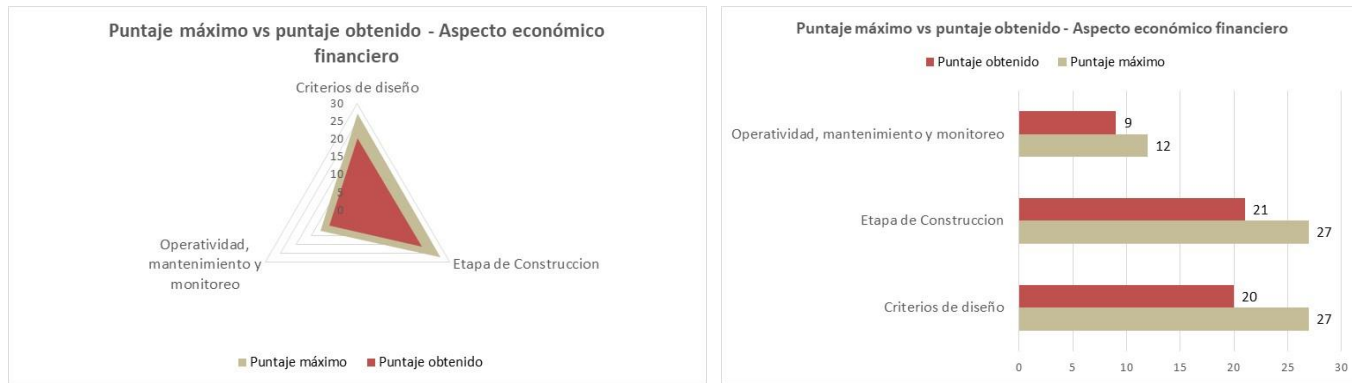 Puntaje máximo vs puntaje obtenido - Aspecto económico
financiero
Criterios de diseño
30
25
20
15
10
5
0
Operatividad,
mantenimiento y
monitoreo
Etapa de Construccion
Puntaje máximo Puntaje obtenido
Puntaje máximo vs puntaje obtenido - Aspecto económico financiero
Puntaje obtenido Puntaje máximo
Operatividad, mantenimiento y monitoreo
9
12
Etapa de Construccion
21
27
Criterios de diseño
20
27
0 5 10 15 20 25 30